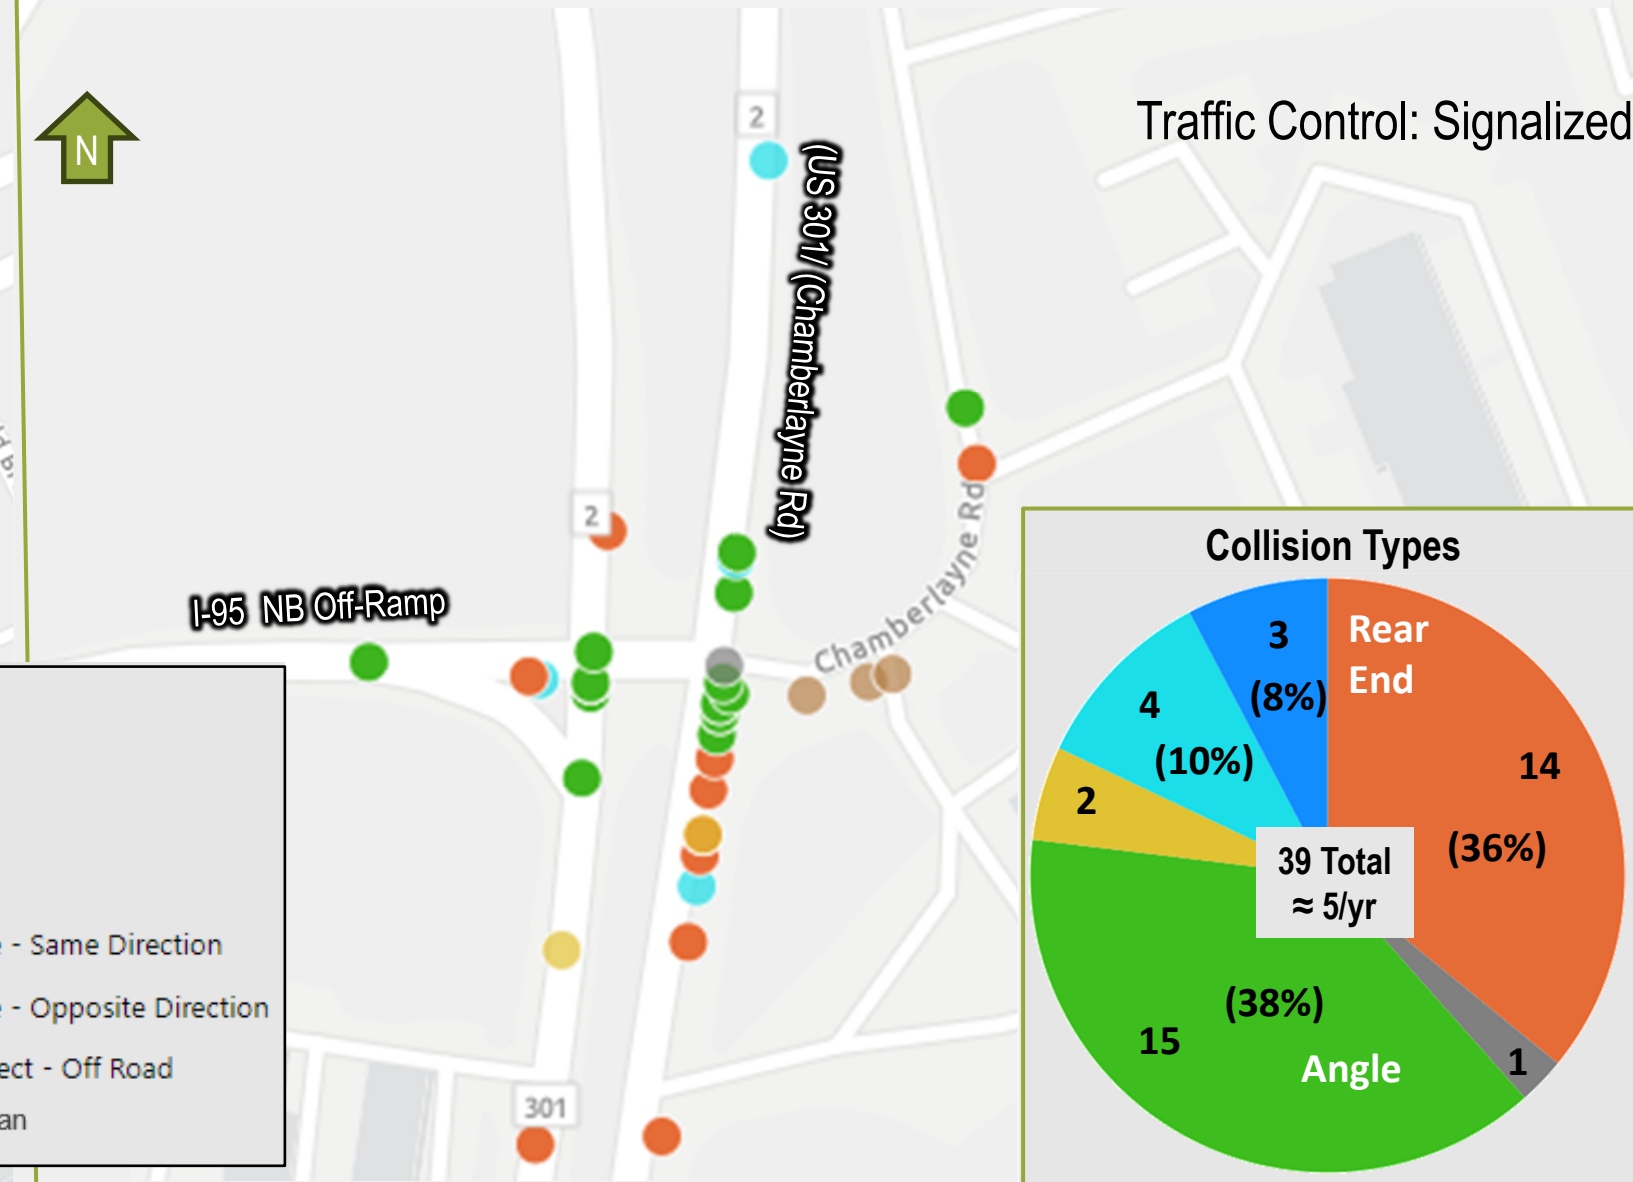 N
2
Traffic Control: Signalized
(US 301/ (Chamberlayne Rd)
2
Chamberlayne Rd
I-95 NB Off-Ramp
- Same Direction
- Opposite Direction
- Off Road
301
Collision Types
3
(8%)
Rear
End
4
(10%)
14
2
(36%)
39 Total
≈ 5/yr
(38%)
15
1
Angle